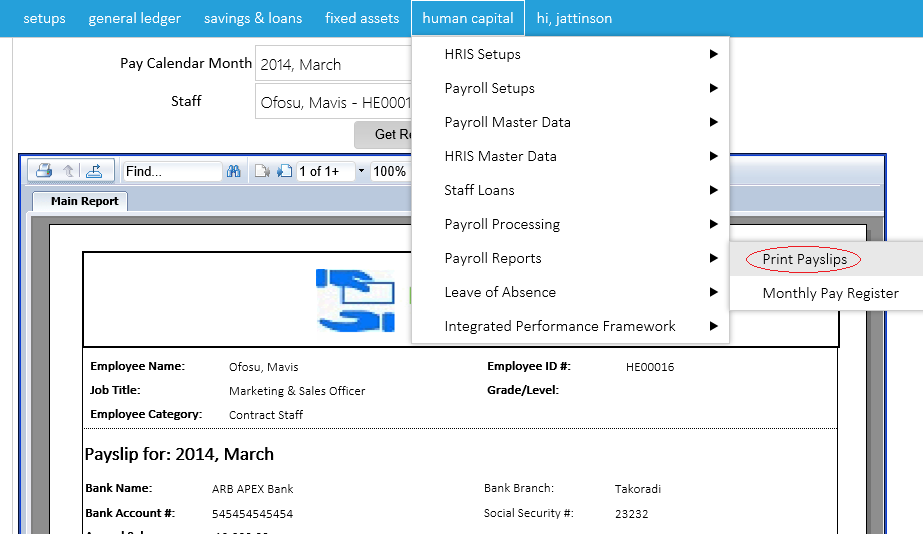 setups general ledger savings & loans fixed assets human capital hi, jattinson
Pay Calendar Month 2014, March
Staff Ofosu, Mavis - HE0001
Get Re
HRIS Setups
Payroll Setups
Payroll Master Data
HRIS Master Data
Staff Loans
Payroll Processing
Payroll Reports
Leave of Absence
Integrated Performance Framework
Print Payslips
Monthly Pay Register
Find... 1 of 1+ 100%
Main Report
Employee Name: Ofosu, Mavis Employee ID #: HE00016
Job Title: Marketing & Sales Officer Grade/Level:
Employee Category: Contract Staff
Payslip for: 2014, March
Bank Name: ARB APEX Bank Bank Branch: Takoradi
Bank Account #: 545454545454 Social Security #: 23232